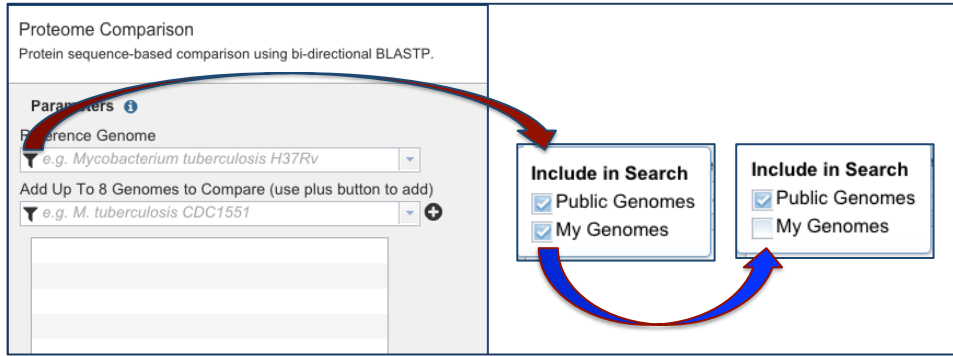 Proteome Comparison
Protein sequence-based comparison using bi-directional BLASTP.
Parameters
Reference Genome
e.g. Mycobacterium tuberculosis H37Rv
Add Up To 8 Genomes to Compare (use plus button to add)
e.g. M. tuberculosis CDC1551
Include in Search
Public Genomes
My Genomes
Include in Search
Public Genomes
My Genomes